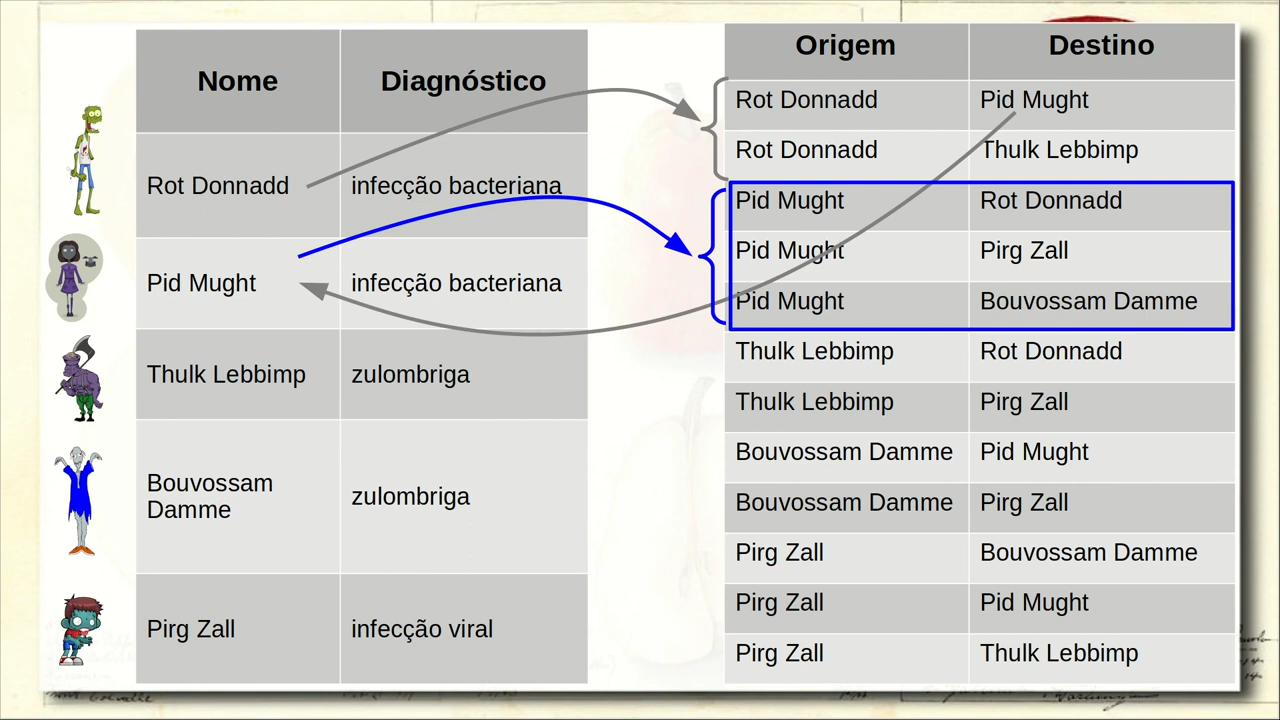 Nome Diagnóstico
Rot Donnadd infecção bacteriana
Pid Mught infecção bacteriana
Thulk Lebbimp zulombriga
Bouvossam
Damme
zulombriga
Pirg Zall infecção viral
Origem Destino
Rot Donnadd Pid Mught
Rot Donnadd Thulk Lebbimp
Pid Mught Rot Donnadd
Pid Mught Pirg Zall
Pid Mught Bouvossam Damme
Thulk Lebbimp Rot Donnadd
Thulk Lebbimp Pirg Zall
Bouvossam Damme Pid Mught
Bouvossam Damme Pirg Zall
Pirg Zall Bouvossam Damme
Pirg Zall Pid Mught
Pirg Zall Thulk Lebbimp